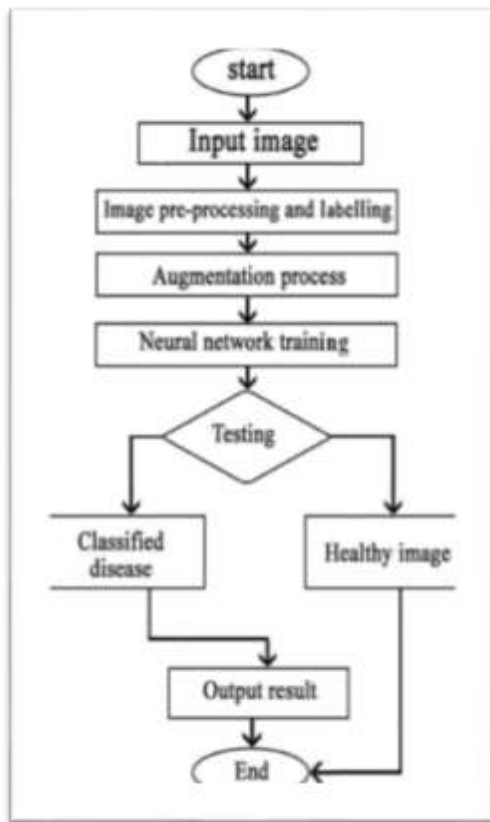 start
Input image
Image pre-processing and labelling
Augmentation process
Neural network training
Testing
Classified
disease
Healthy image
Output result
End